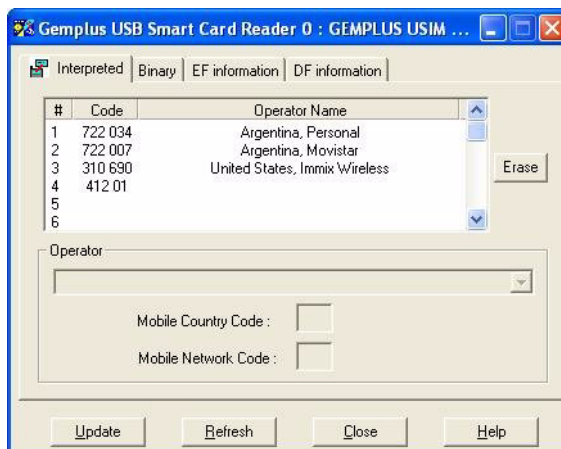 Gemplus USB Smart Card Reader 0 : GEMPLUS USIM ...
Interpreted Binary EF information DF information
# Code Operator Name
1 722 034 Argentina, Personal
2 722 007 Argentina, Movistar
3 310 690 United States, Immix Wireless
4 412 01
5
6
Erase
Operator
Mobile Country Code :
Mobile Network Code :
Update Refresh Close Help